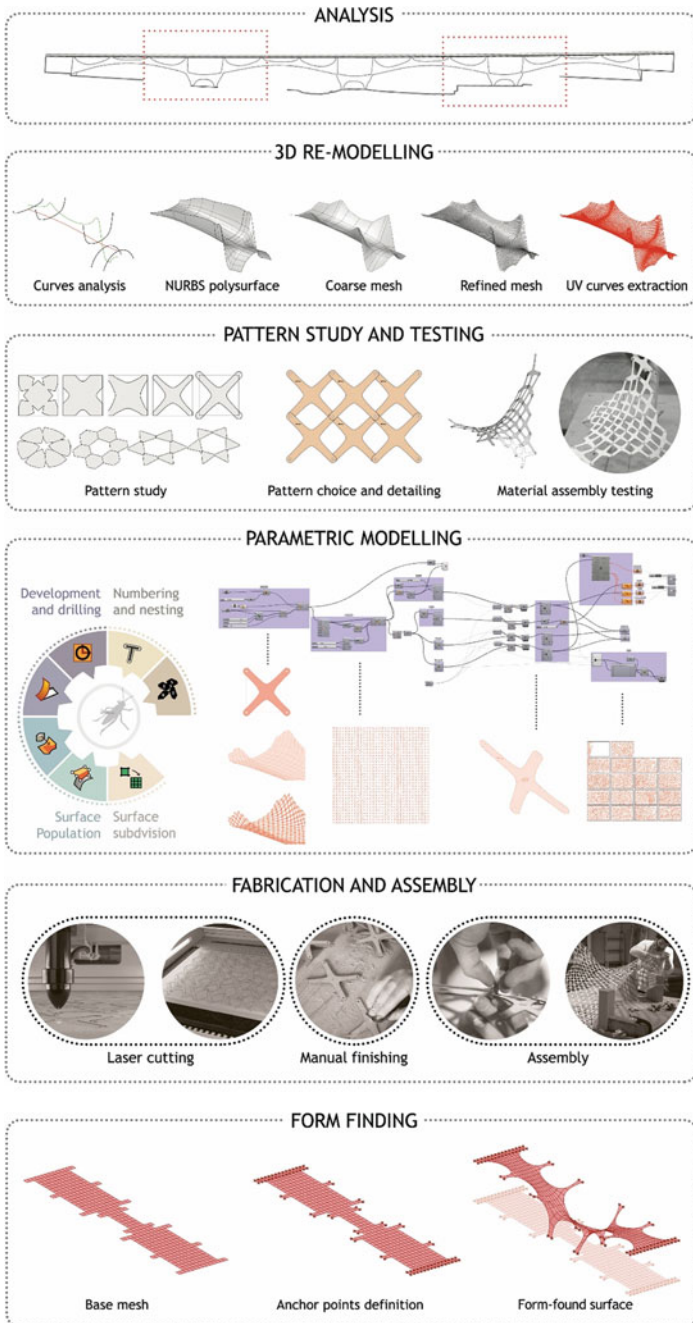 ANALYSIS
3D RE-MODELLING
Curves analysis
NURBS polysurface
Coarse mesh
Refined mesh
UV curves extraction
PATTERN STUDY AND TESTING
Pattern study
Pattern choice and detailing
Material assembly testing
PARAMETRIC MODELLING
Development
and drilling
Numbering
and nesting
T
Surface
Population
Surface
subdvision
FABRICATION AND ASSEMBLY
Laser cutting
Manual finishing
Assembly
FORM FINDING
Base mesh
Anchor points definition
Form-found surface